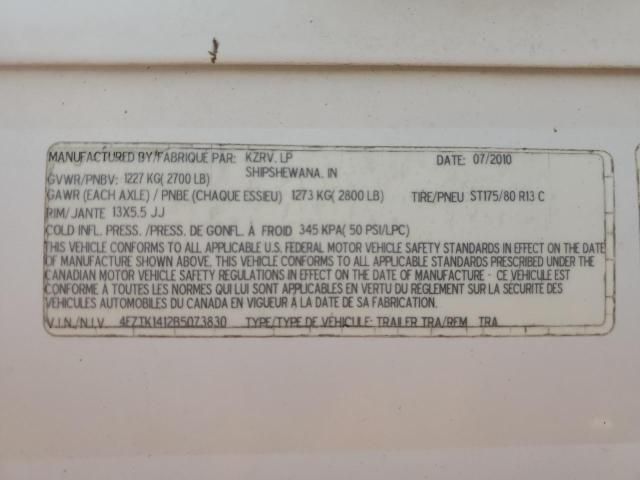 MANUFACTURED BY/FABRIQUÉ PAR: KZRV, LP DATE: 07/2010
SHIPSHEWANA, IN
GVWR/PNBV: 1227 KG( 2700 LB)
GAWR (EACH AXLE) / PNBE (CHAQUE ESSIEU) 1273 KG( 2800 LB) TIRE/PNEU ST175/80 R13 C
RIM/JANTE 13X5.5 JJ
COLD INFL. PRESS./PRESS. DE GONFL. À FROID 345 KPA( 50 PSI/LPC)
THIS VEHICLE CONFORMS TO ALL APPLICABLE U.S. FEDERAL MOTOR VEHICLE SAFETY STANDARDS IN EFFECT ON THE DATE
OF MANUFACTURE SHOWN ABOVE. THIS VEHICLE CONFORMS TO ALL APPLICABLE STANDARDS PRESCRIBED UNDER THE
CANADIAN MOTOR VEHICLE SAFETY REGULATIONS IN EFFECT ON THE DATE OF MANUFACTURE - CE VÉHICULE EST
CONFORME À TOUTES LES NORMES QUI LUI SONT APPLICABLES EN VERTU DU RÈGLEMENT SUR LA SÉCURITÉ DES
VÉHICULES AUTOMOBILES DU CANADA EN VIGUEUR À LA DATE DE SA FABRICATION.
V.I.N./N.I.V. 4EZTK1412B5073830 TYPE/TYPE DE VÉHICULE: TRAILER TRA/REM TRA